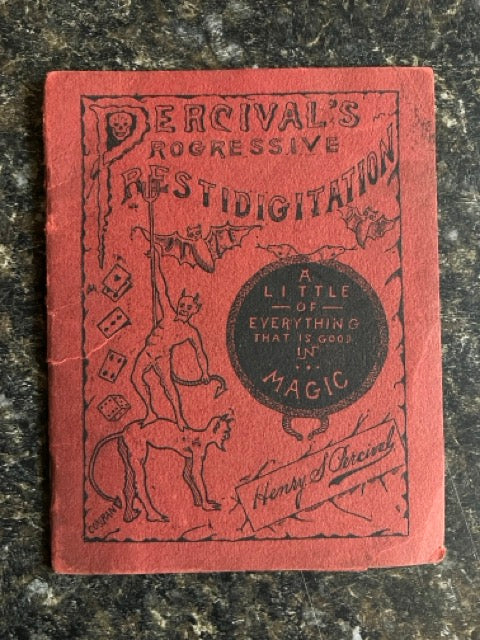 PERCIVAL'S
PROGRESSIVE
PRESTIDIGITATION
A
LITTLE
— OF —
EVERYTHING
THAT IS GOOD
IN
...
MAGIC
Henry S Percival